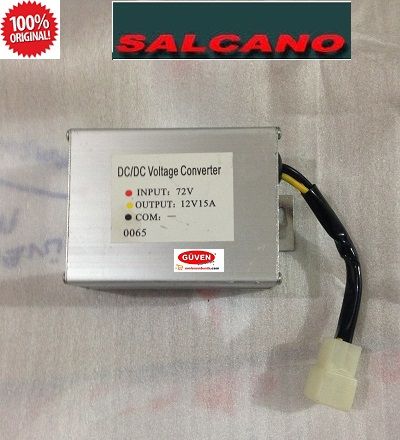 100%
ORIGINAL!
SALCANO
DC/DC Voltage Converter
INPUT: 72V
OUTPUT: 12V15A
COM: —
0065
GÜVEN